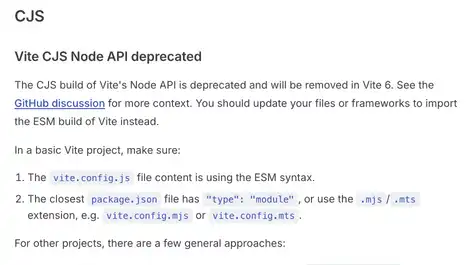 CJS
Vite CJS Node API deprecated
The CJS build of Vite's Node API is deprecated and will be removed in Vite 6. See the
GitHub discussion for more context. You should update your files or frameworks to import
the ESM build of Vite instead.
In a basic Vite project, make sure:
1. The vite.config.js file content is using the ESM syntax.
2. The closest package.json file has "type": "module", or use the .mjs / .mts
extension, e.g. vite.config.mjs or vite.config.mts.
For other projects, there are a few general approaches: